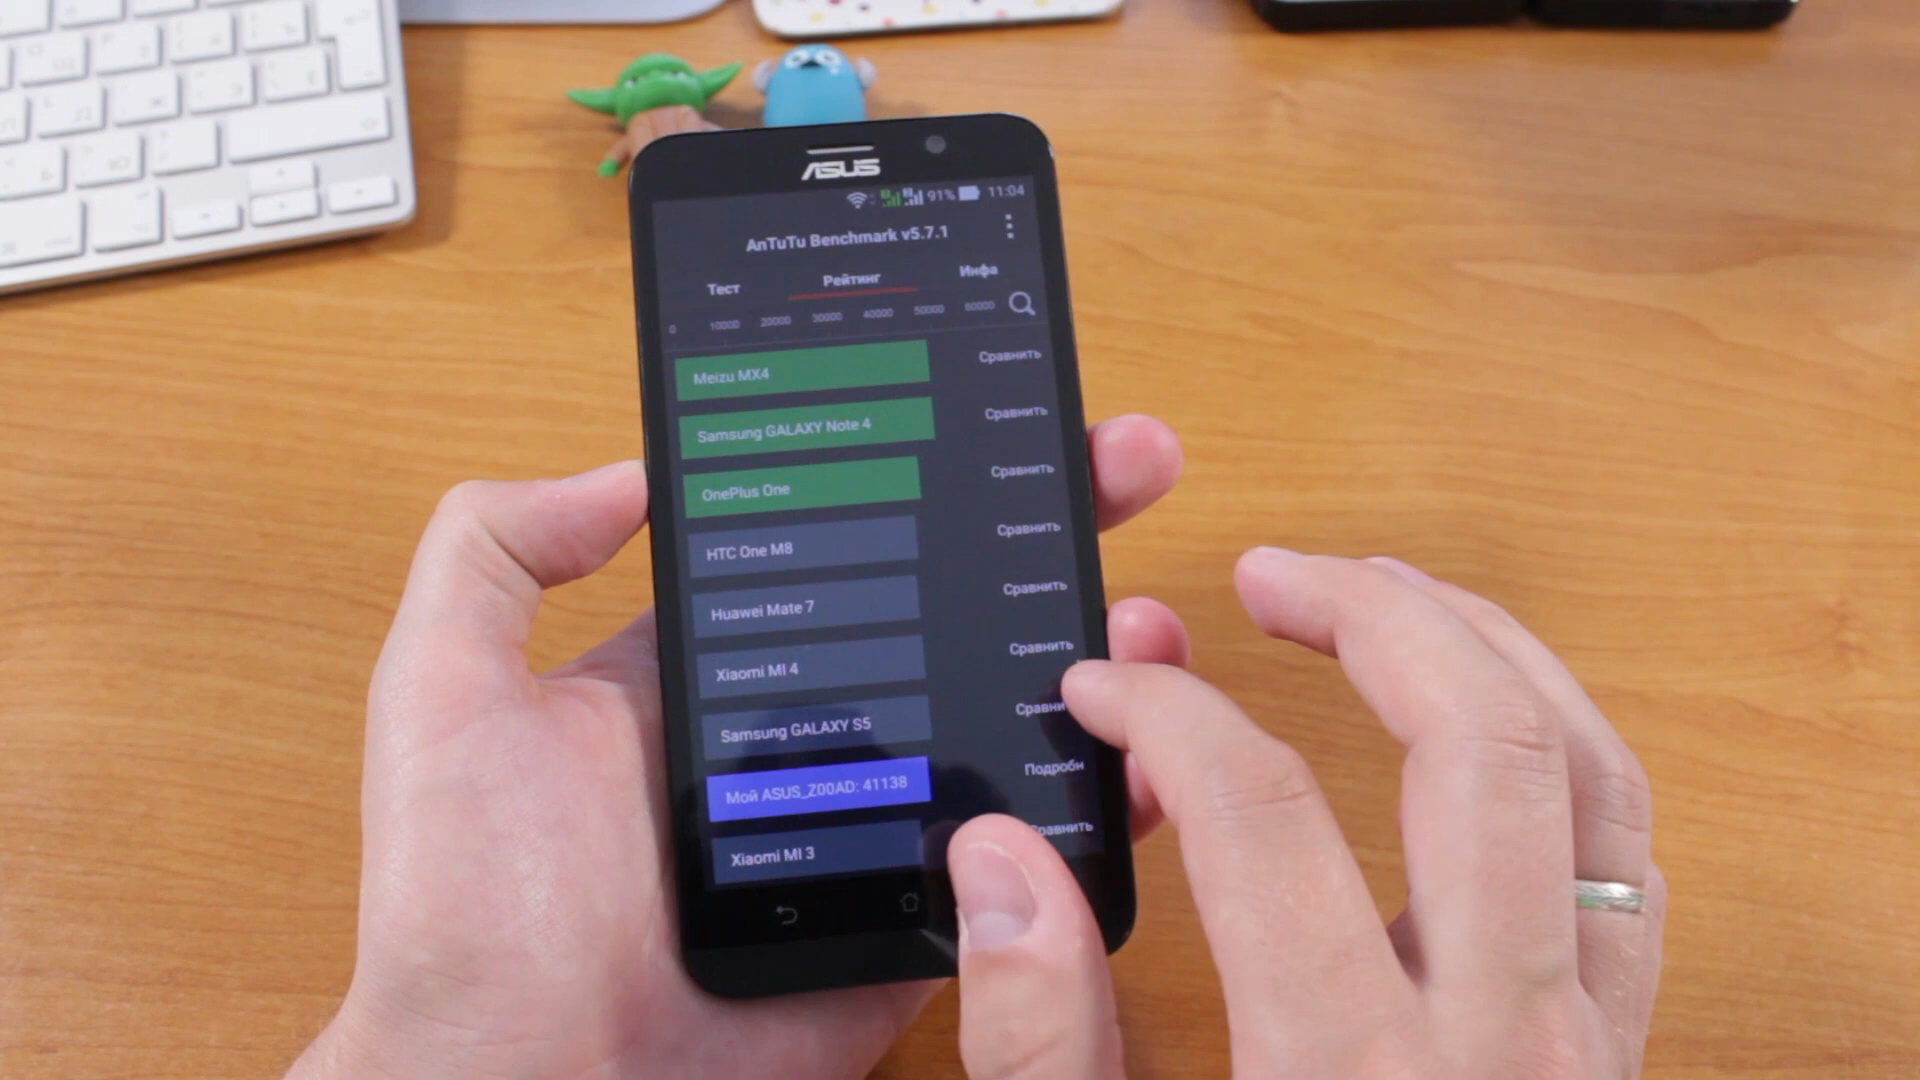 ASUS
91% 11:04
AnTuTu Benchmark v5.7.1
Тест Рейтинг Инфа
0 10000 20000 30000 40000 50000 60000
Meizu MX4 Сравнить
Samsung GALAXY Note 4 Сравнить
OnePlus One Сравнить
HTC One M8 Сравнить
Huawei Mate 7 Сравнить
Xiaomi MI 4 Сравнить
Samsung GALAXY S5 Сравни
Мой ASUS_Z00AD: 41138 Подробн
Xiaomi MI 3 Сравнить